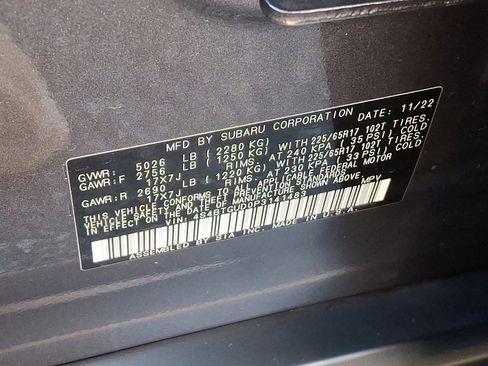 MFD BY SUBARU CORPORATION DATE: 11/22
GVWR: 5026 LB ( 2280 KG)
GAWR: F 2756 LB ( 1250 KG) WITH 225/65R17 102T TIRES.
17X7J RIMS. AT 240 KPA ( 35 PSI) COLD
GAWR: R 2690 LB ( 1220 KG) WITH 225/65R17 102T TIRES.
17X7J RIMS. AT 230 KPA ( 33 PSI) COLD
THIS VEHICLE CONFORMS TO ALL APPLICABLE FEDERAL MOTOR
VEHICLE SAFETY AND STANDARDS
IN EFFECT ON THE DATE OF MANUFACTURE SHOWN ABOVE.
VIN: 4S4BTGUD0P3141483 MPV
ASSEMBLED BY SIA, INC. MADE IN U.S.A.